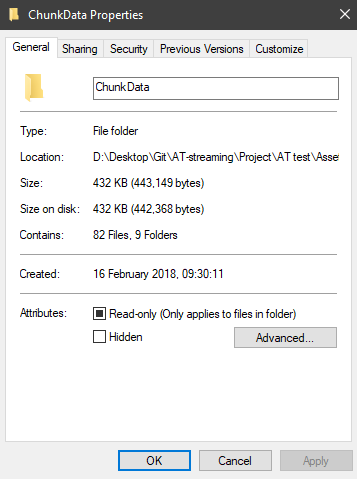 ChunkData Properties
General Sharing Security Previous Versions Customize
ChunkData
Type: File folder
Location: D:\Desktop\Git\AT-streaming\Project\AT test\Asset
Size: 432 KB (443,149 bytes)
Size on disk: 432 KB (442,368 bytes)
Contains: 82 Files, 9 Folders
Created: 16 February 2018, 09:30:11
Attributes: Read-only (Only applies to files in folder)
Hidden Advanced...
OK Cancel Apply